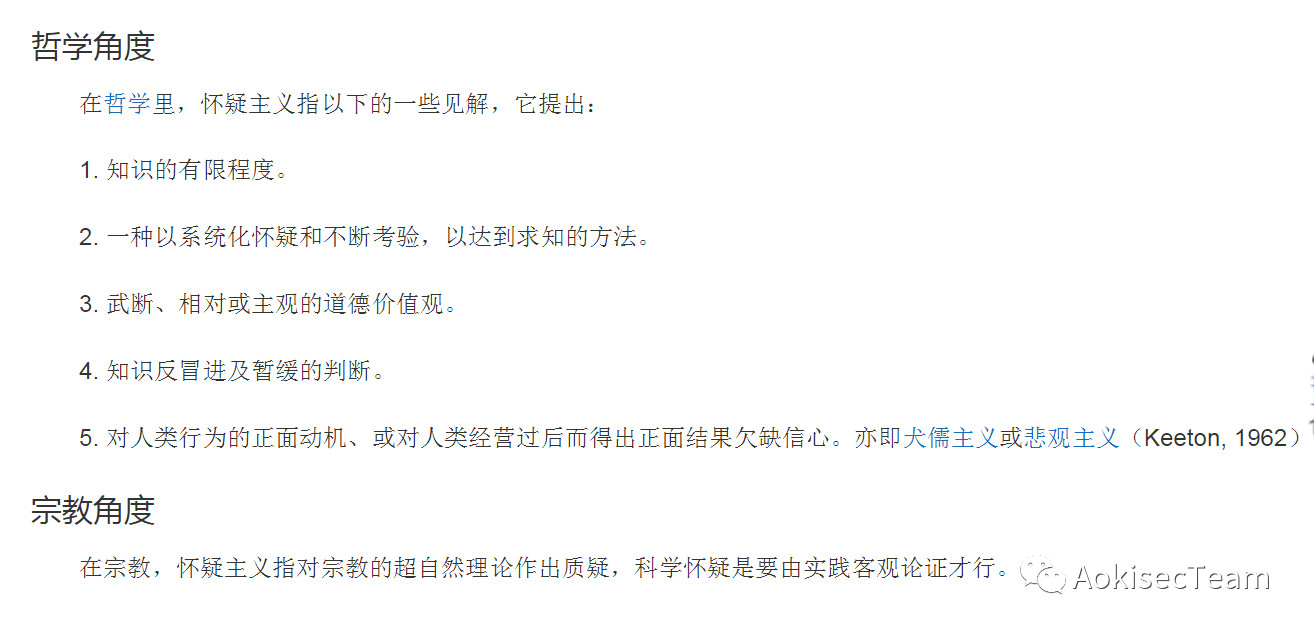 哲学角度
在哲学里，怀疑主义指以下的一些见解，它提出：
1. 知识的有限程度。
2. 一种以系统化怀疑和不断考验，以达到求知的方法。
3. 武断、相对或主观的道德价值观。
4. 知识反冒进及暂缓的判断。
5. 对人类行为的正面动机、或对人类经营过后而得出正面结果欠缺信心。亦即犬儒主义或悲观主义（Keeton, 1962）
宗教角度
在宗教，怀疑主义指对宗教的超自然理论作出质疑，科学怀疑是要由实践客观论证才行。
AokisecTeam